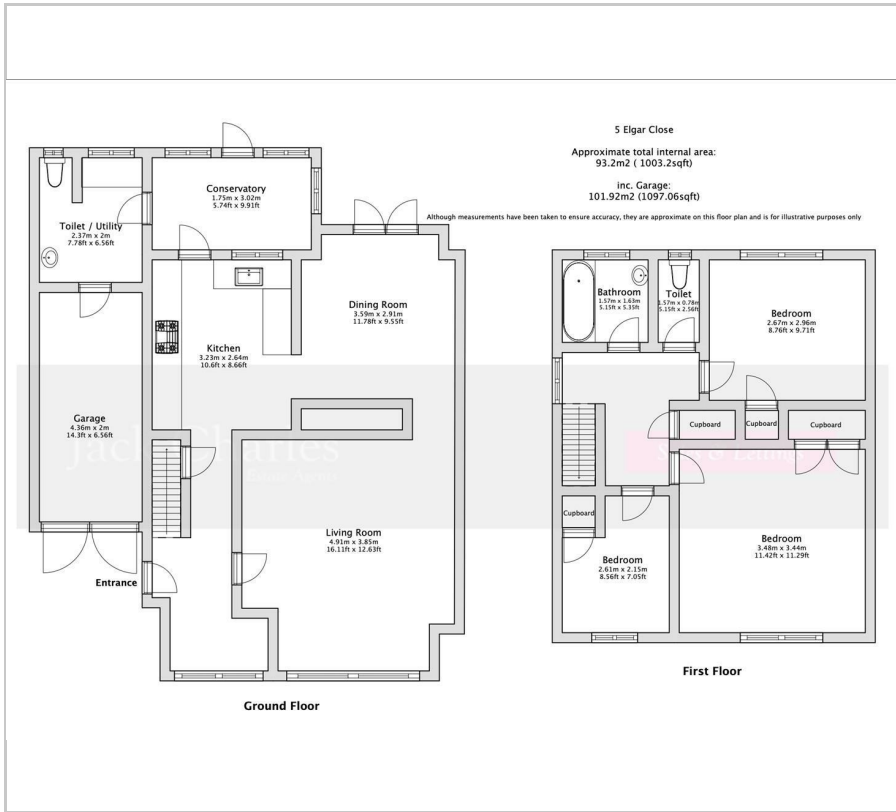 5 Elgar Close
Approximate total internal area:
93.2m2 ( 1003.2sqft)
inc. Garage:
101.92m2 (1097.06sqft)
Although measurements have been taken to ensure accuracy, they are approximate on this floor plan and is for illustrative purposes only
Conservatory
1.75m x 3.02m
5.74ft x 9.91ft
Toilet / Utility
2.37m x 2m
7.78ft x 6.56ft
Dining Room
3.59m x 2.91m
11.78ft x 9.55ft
Kitchen
3.23m x 2.64m
10.6ft x 8.66ft
Garage
4.36m x 2m
14.3ft x 6.56ft
Living Room
4.91m x 3.85m
16.11ft x 12.63ft
Entrance
Ground Floor
Bathroom
1.57m x 1.63m
5.15ft x 5.35ft
Toilet
1.57m x 0.78m
5.15ft x 2.56ft
Bedroom
2.67m x 2.96m
8.76ft x 9.71ft
Cupboard
Cupboard
Cupboard
Cupboard
Bedroom
2.61m x 2.15m
8.56ft x 7.05ft
Bedroom
3.48m x 3.44m
11.42ft x 11.29ft
First Floor
Charles
Estate Agents
& Lettings